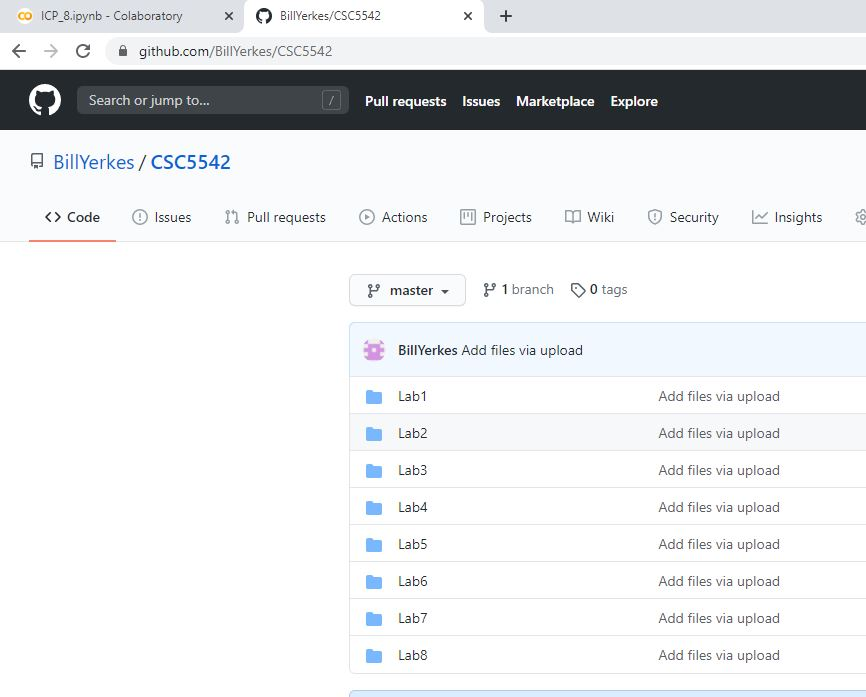 ICP_8.ipynb - Colaboratory
BillYerkes/CSC5542
github.com/BillYerkes/CSC5542
Search or jump to... /
Pull requests Issues Marketplace Explore
BillYerkes / CSC5542
Code Issues Pull requests Actions Projects Wiki Security Insights
master 1 branch 0 tags
BillYerkes Add files via upload
Lab1 Add files via upload
Lab2 Add files via upload
Lab3 Add files via upload
Lab4 Add files via upload
Lab5 Add files via upload
Lab6 Add files via upload
Lab7 Add files via upload
Lab8 Add files via upload